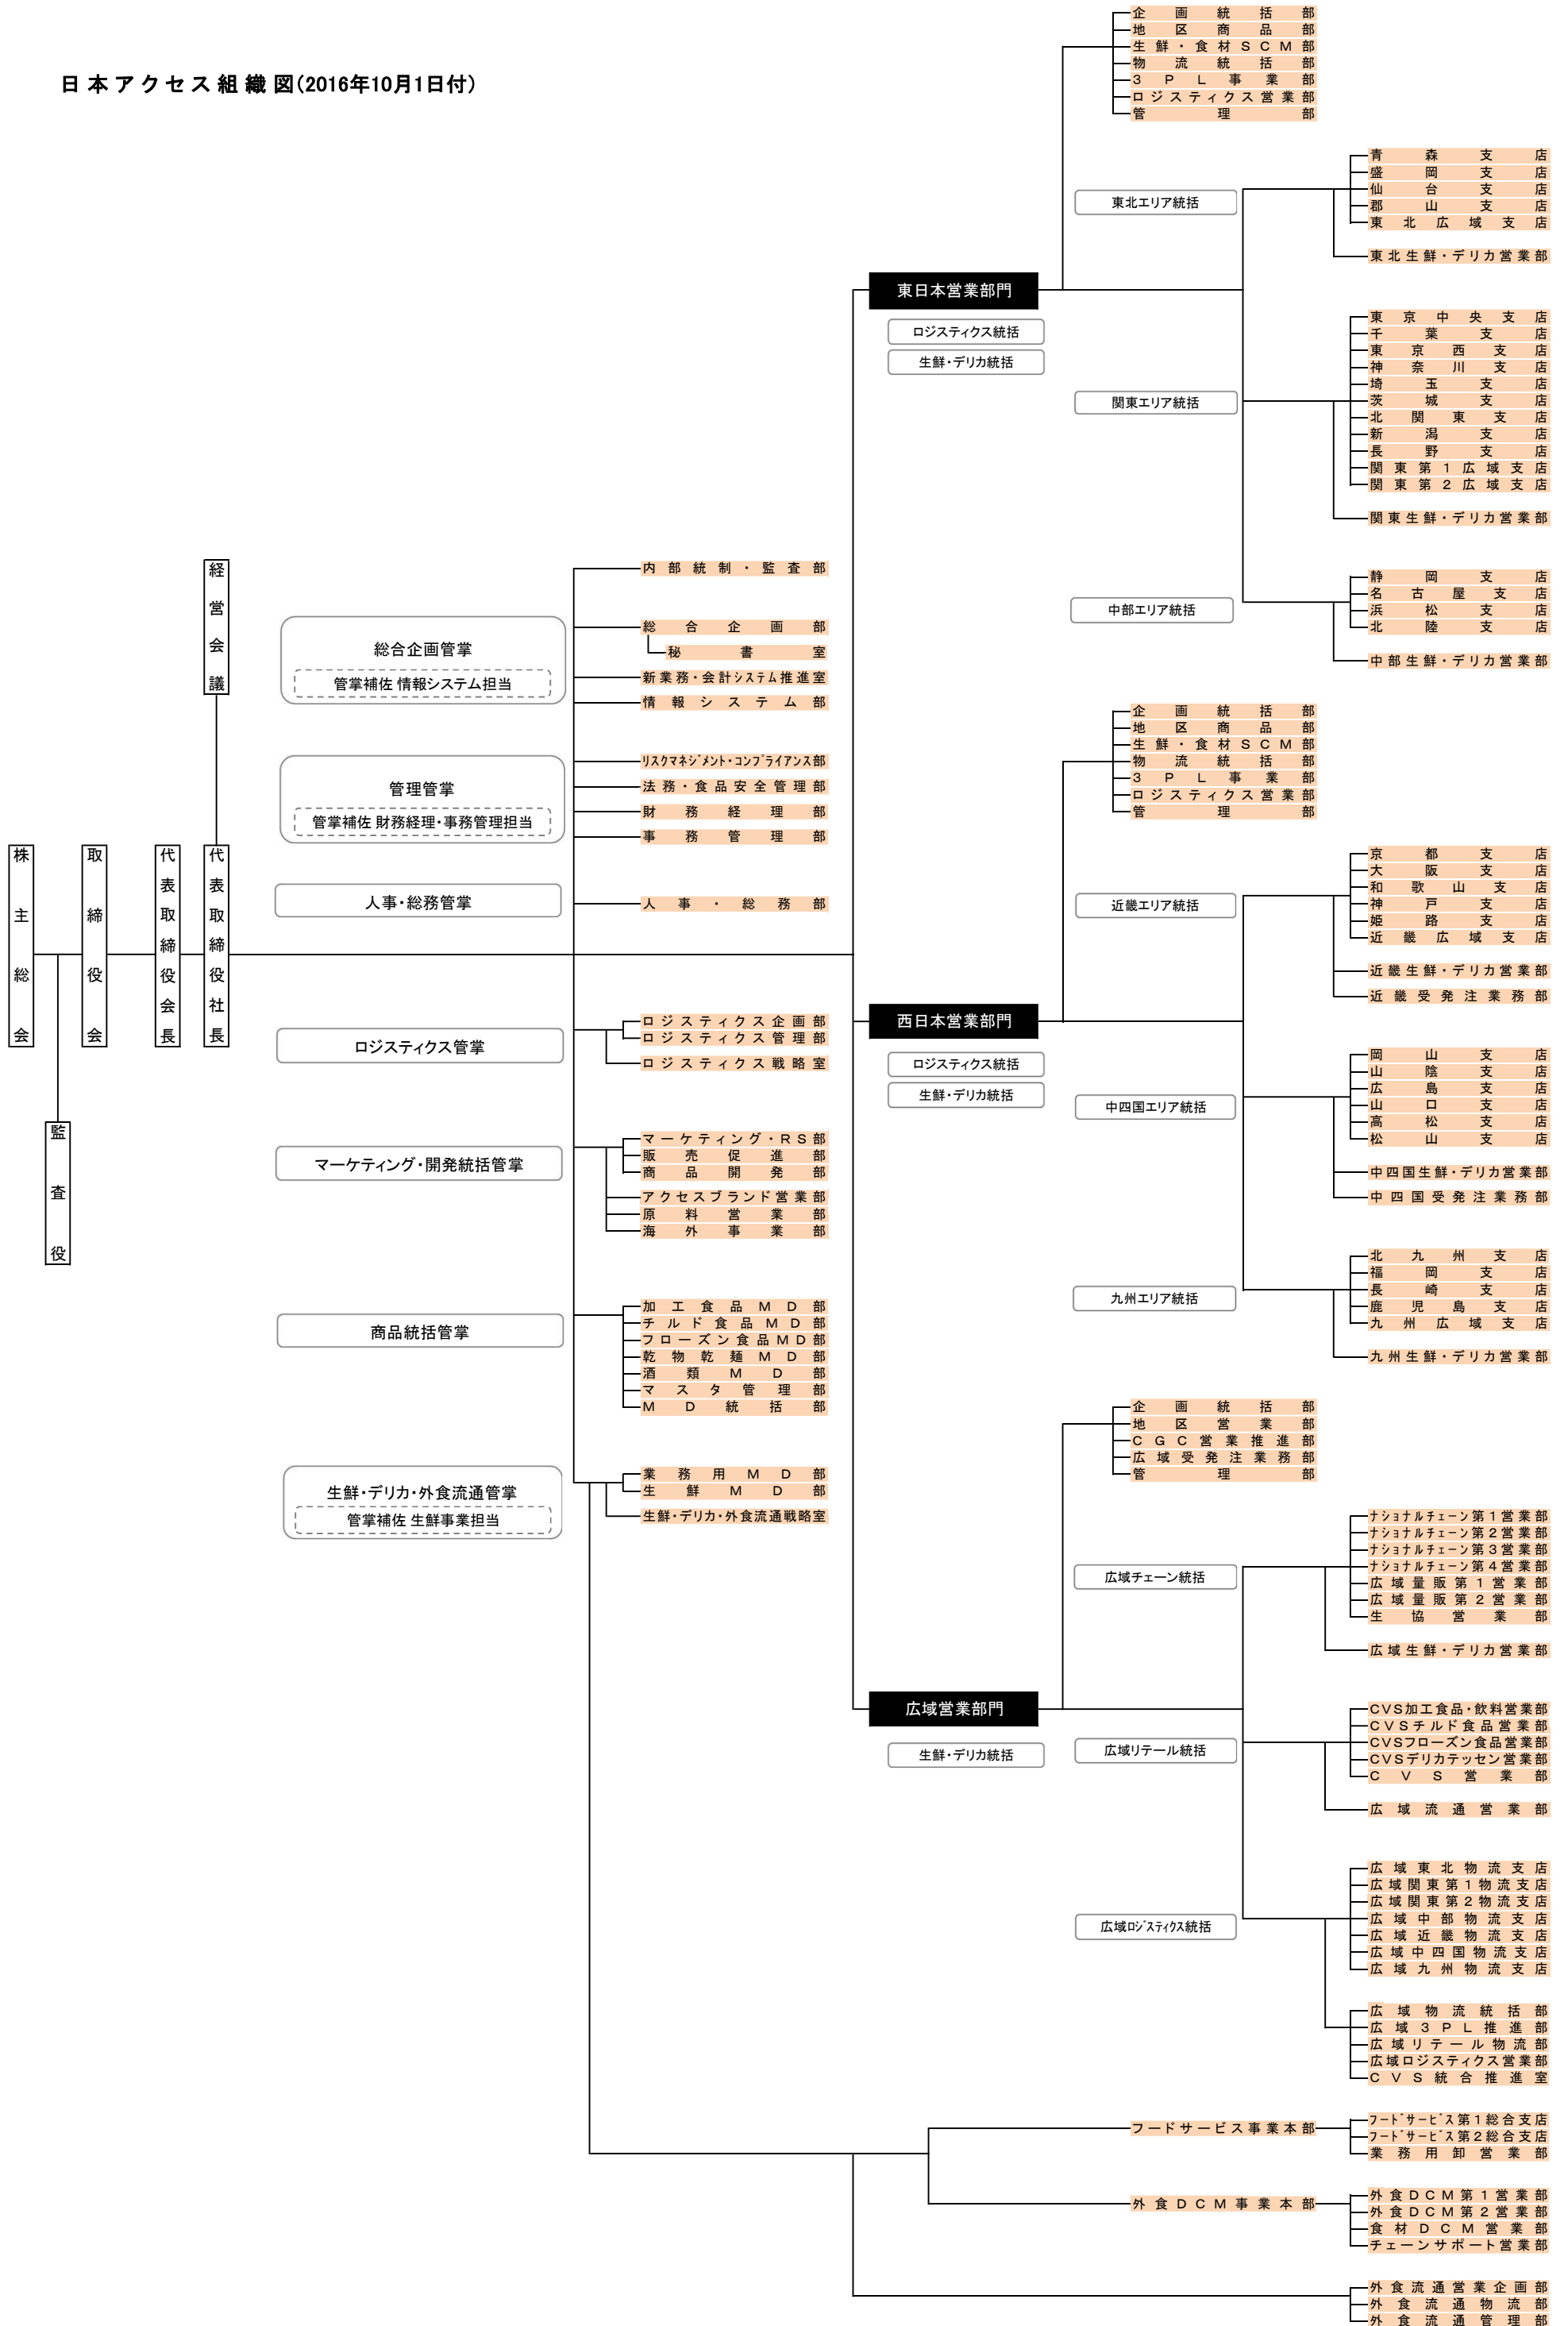 日本アクセス組織図(2016年10月1日付)
株主総会
監査役
取締役会
代表取締役会長
代表取締役社長
経営会議
総合企画管掌
管掌補佐 情報システム担当
管理管掌
管掌補佐 財務経理・事務管理担当
人事・総務管掌
ロジスティクス管掌
マーケティング・開発統括管掌
商品統括管掌
生鮮・デリカ・外食流通管掌
管掌補佐 生鮮事業担当
内部統制・監査部
総合企画部
秘書室
新業務・会計システム推進室
情報システム部
リスクマネジメント・コンプライアンス部
法務・食品安全管理部
財務経理部
事務管理部
人事・総務部
ロジスティクス企画部
ロジスティクス管理部
ロジスティクス戦略室
マーケティング・RS部
販売促進部
商品開発部
アクセスブランド営業部
原料営業部
海外事業部
加工食品MD部
チルド食品MD部
フローズン食品MD部
乾物乾麺MD部
酒類MD部
マスタ管理部
MD統括部
業務用MD部
生鮮MD部
生鮮・デリカ・外食流通戦略室
東日本営業部門
ロジスティクス統括
生鮮・デリカ統括
企画統括部
地区商品部
生鮮・食材SCM部
物流統括部
3PL事業部
ロジスティクス営業部
管理部
東北エリア統括
青森支店
盛岡支店
仙台支店
郡山支店
東北広域支店
東北生鮮・デリカ営業部
関東エリア統括
東京中央支店
千葉支店
東京西支店
神奈川支店
埼玉支店
茨城支店
北関東支店
新潟支店
長野支店
関東第1広域支店
関東第2広域支店
関東生鮮・デリカ営業部
中部エリア統括
静岡支店
名古屋支店
浜松支店
北陸支店
中部生鮮・デリカ営業部
西日本営業部門
ロジスティクス統括
生鮮・デリカ統括
企画統括部
地区商品部
生鮮・食材SCM部
物流統括部
3PL事業部
ロジスティクス営業部
管理部
近畿エリア統括
京都支店
大阪支店
和歌山支店
神戸支店
姫路支店
近畿広域支店
近畿生鮮・デリカ営業部
近畿受発注業務部
中四国エリア統括
岡山支店
山陰支店
広島支店
山口支店
高松支店
松山支店
中四国生鮮・デリカ営業部
中四国受発注業務部
九州エリア統括
北九州支店
福岡支店
長崎支店
鹿児島支店
九州広域支店
九州生鮮・デリカ営業部
広域営業部門
生鮮・デリカ統括
企画統括部
地区営業部
CGC営業推進部
広域受発注業務部
管理部
広域チェーン統括
ナショナルチェーン第1営業部
ナショナルチェーン第2営業部
ナショナルチェーン第3営業部
ナショナルチェーン第4営業部
広域量販第1営業部
広域量販第2営業部
生協営業部
広域生鮮・デリカ営業部
広域リテール統括
CVS加工食品・飲料営業部
CVSチルド食品営業部
CVSフローズン食品営業部
CVSデリカテッセン営業部
CVS営業部
広域流通営業部
広域ロジスティクス統括
広域東北物流支店
広域関東第1物流支店
広域関東第2物流支店
広域中部物流支店
広域近畿物流支店
広域中四国物流支店
広域九州物流支店
広域物流統括部
広域3PL推進部
広域リテール物流部
広域ロジスティクス営業部
CVS統合推進室
フードサービス事業本部
フードサービス第1総合支店
フードサービス第2総合支店
業務用卸営業部
外食DCM事業本部
外食DCM第1営業部
外食DCM第2営業部
食材DCM営業部
チェーンサポート営業部
外食流通営業企画部
外食流通物流部
外食流通管理部